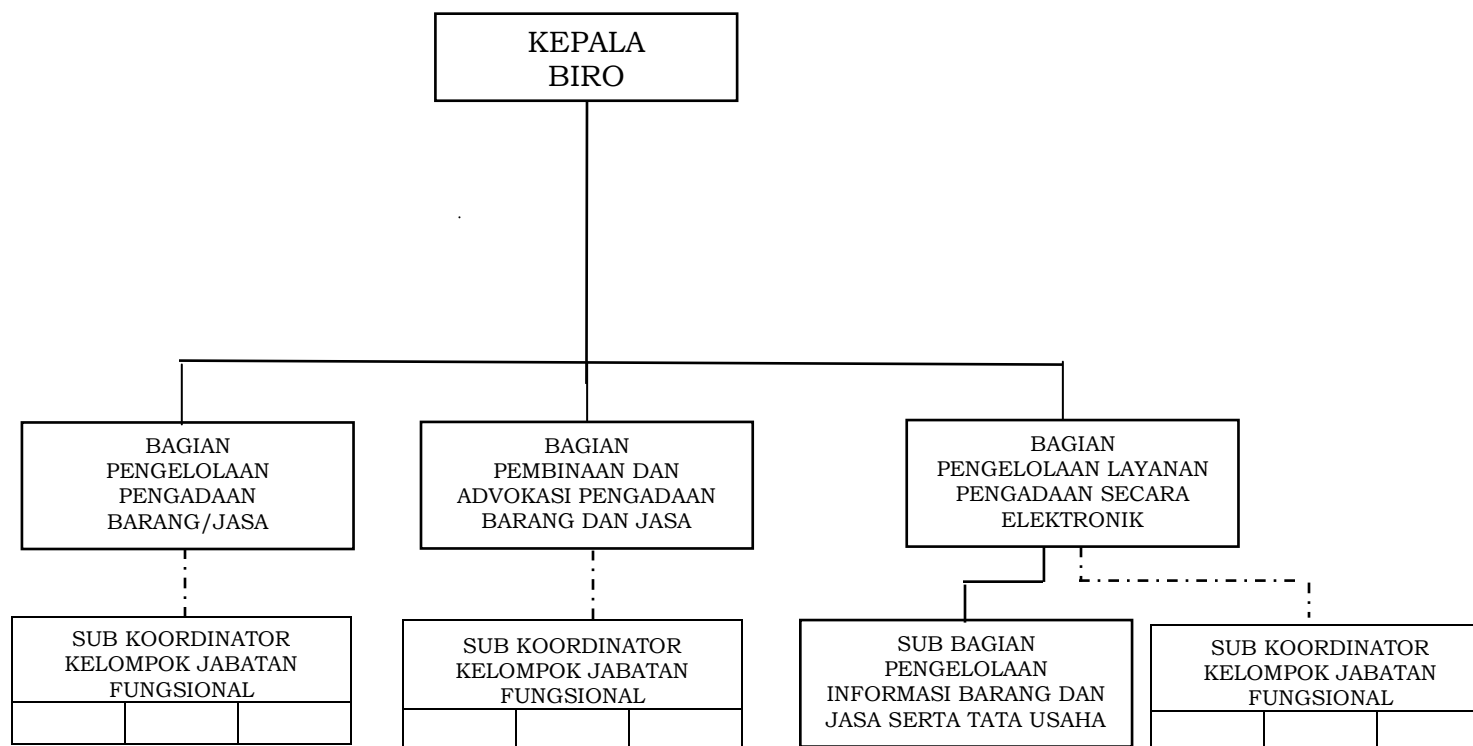 KEPALA
BIRO
BAGIAN
PENGELOLAAN
PENGADAAN
BARANG/JASA
BAGIAN
PEMBINAAN DAN
ADVOKASI PENGADAAN
BARANG DAN JASA
BAGIAN
PENGELOLAAN LAYANAN
PENGADAAN SECARA
ELEKTRONIK
SUB KOORDINATOR
KELOMPOK JABATAN
FUNGSIONAL
SUB KOORDINATOR
KELOMPOK JABATAN
FUNGSIONAL
SUB BAGIAN
PENGELOLAAN
INFORMASI BARANG DAN
JASA SERTA TATA USAHA
SUB KOORDINATOR
KELOMPOK JABATAN
FUNGSIONAL